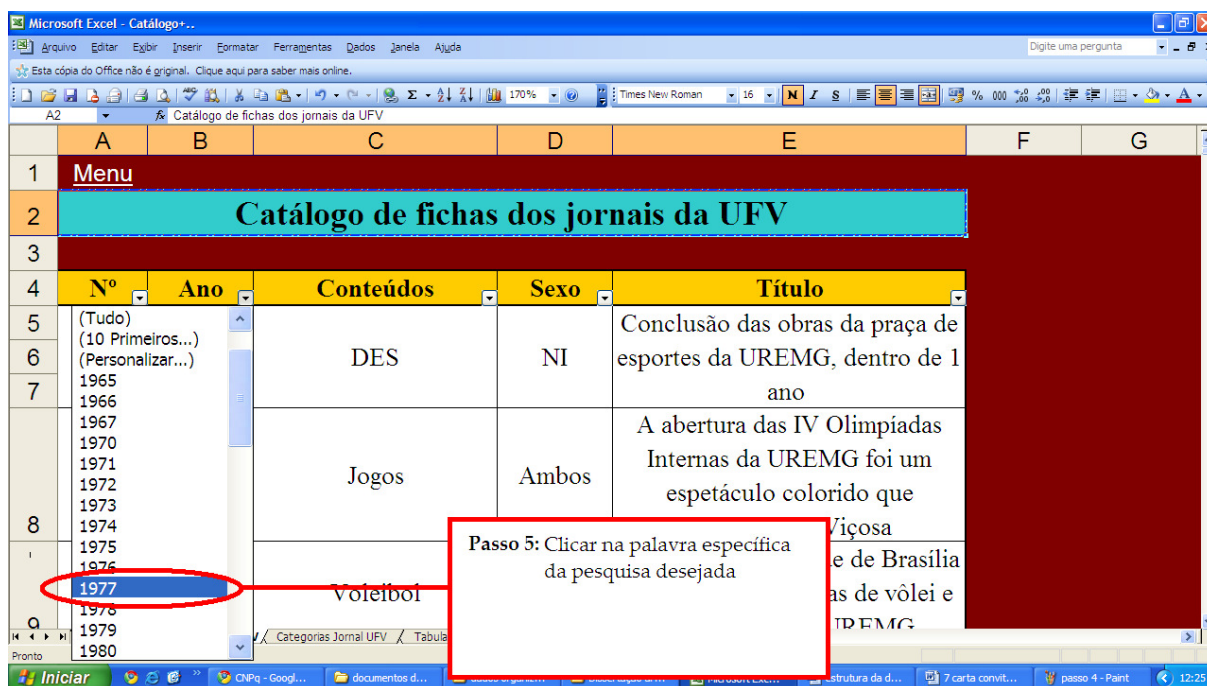 Microsoft Excel - Catálogo+..
Arquivo Editar Exibir Inserir Formatar Ferramentas Dados Janela Ajuda
Digite uma pergunta
Esta cópia do Office não é original. Clique aqui para saber mais online.
170% Times New Roman 16 N I S % 000
A2 fx Catálogo de fichas dos jornais da UFV
A B C D E F G
1 Menu
2 Catálogo de fichas dos jornais da UFV
3
4 Nº Ano Conteúdos Sexo Título
5
6
7
8
9
(Tudo)
(10 Primeiros...)
(Personalizar...)
1965
1966
1967
1970
1971
1972
1973
1974
1975
1976
1977
1978
1979
1980
DES NI
Conclusão das obras da praça de
esportes da UREMG, dentro de 1
ano
Jogos Ambos
A abertura das IV Olimpíadas
Internas da UREMG foi um
espetáculo colorido que
Viçosa
Voleibol
de Brasília
de vôlei e
UREMG
Passo 5: Clicar na palavra específica
da pesquisa desejada
Categorias Jornal UFV
Pronto
Iniciar CNPq - Googl... documentos d... estrutura da d... 7 carta convit... passo 4 - Paint 12:25